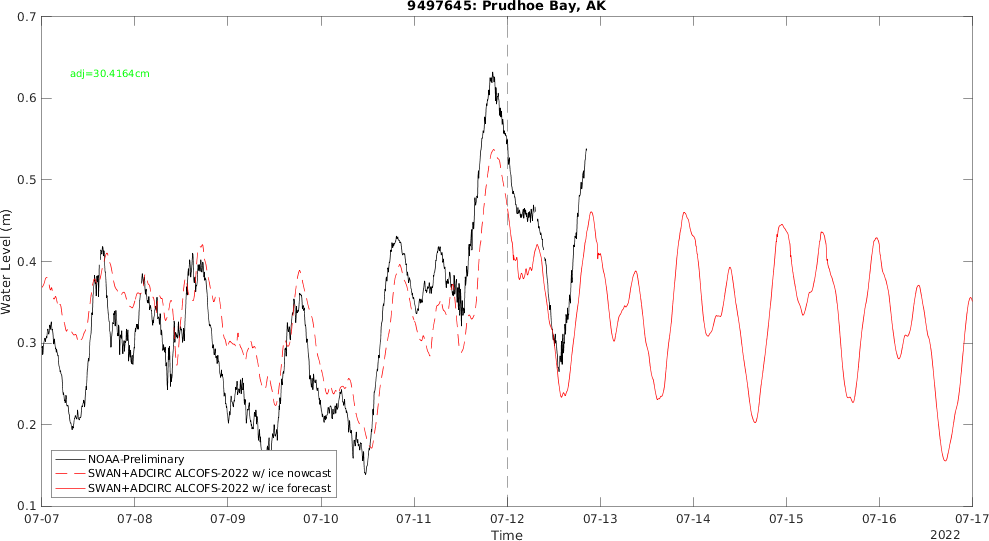 9497645: Prudhoe Bay, AK
0.7
adj=30.4164cm
0.6
0.5
Water Level (m)
0.4
0.3
0.2
NOAA-Preliminary
SWAN+ADCIRC ALCOFS-2022 w/ ice nowcast
SWAN+ADCIRC ALCOFS-2022 w/ ice forecast
0.1
07-07 07-08 07-09 07-10 07-11 07-12 07-13 07-14 07-15 07-16 07-17
Time
2022